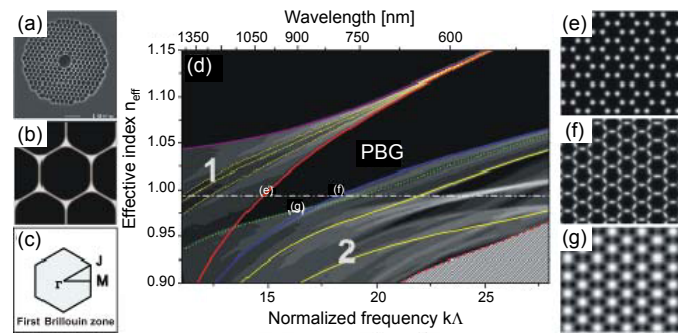 (a)
(b)
(c)
J
Γ
M
First Brillouin zone
Wavelength [nm]
1350
1050
900
750
600
1.15
1.10
1.05
1.00
0.95
0.90
Effective index neff
(d)
1
PBG
(e)
(f)
(g)
2
15
20
25
Normalized frequency kΛ
(e)
(f)
(g)